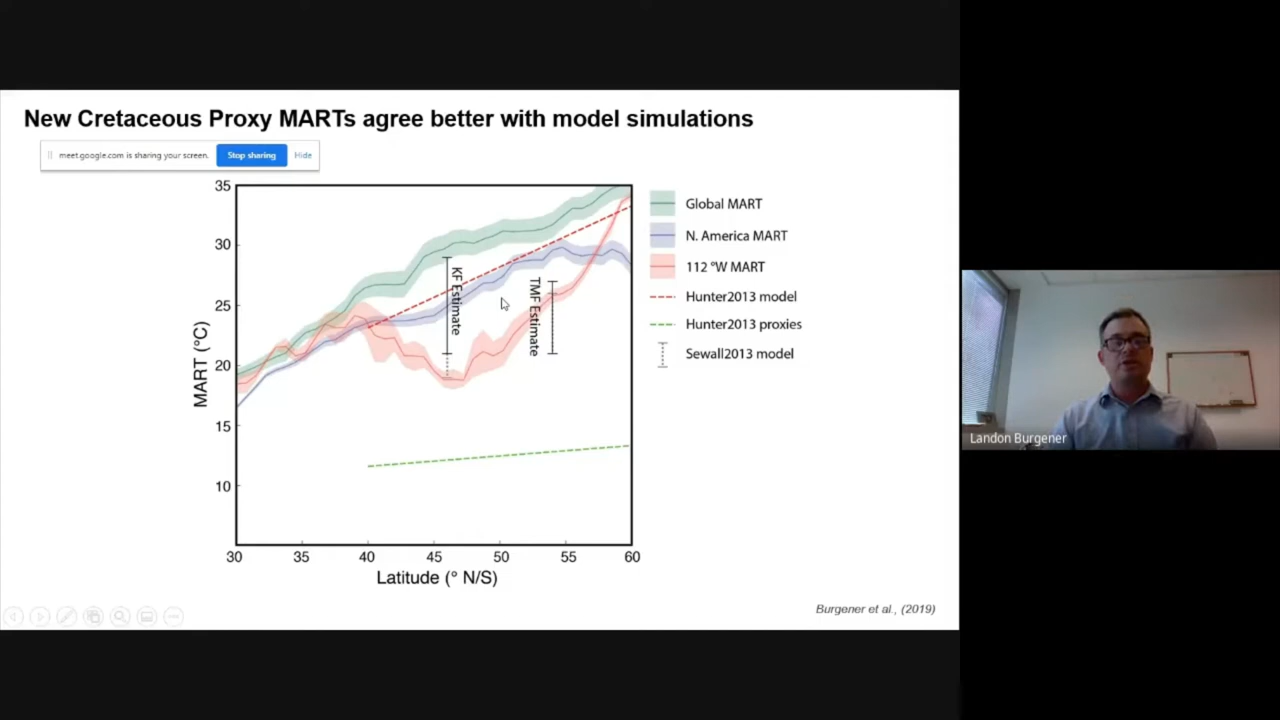 New Cretaceous Proxy MARTs agree better with model simulations
meet.google.com is sharing your screen. Stop sharing Hide
35
30
25
20
15
10
MART (°C)
KF Estimate
TMF Estimate
30 35 40 45 50 55 60
Latitude (° N/S)
Global MART
N. America MART
112 °W MART
Hunter2013 model
Hunter2013 proxies
Sewall2013 model
Burgener et al., (2019)
Landon Burgener